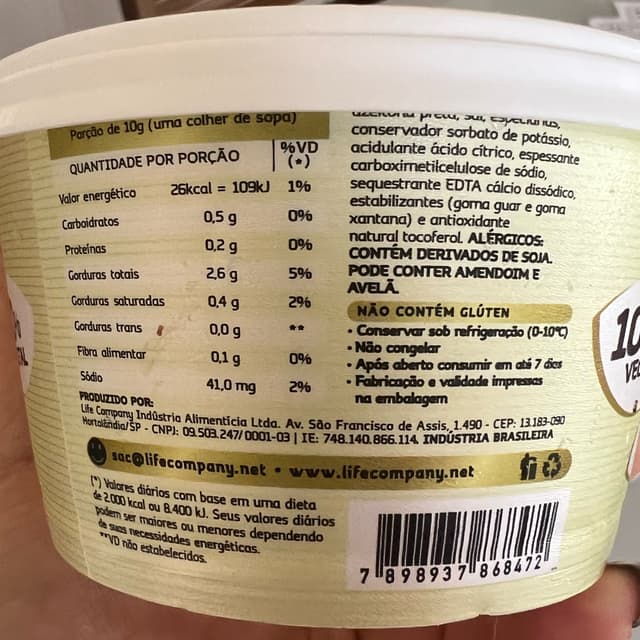 Porção de 10g (uma colher de sopa)
QUANTIDADE POR PORÇÃO %VD (*)
Valor energético 26kcal = 109kJ 1%
Carboidratos 0,5 g 0%
Proteínas 0,2 g 0%
Gorduras totais 2,6 g 5%
Gorduras saturadas 0,4 g 2%
Gorduras trans 0,0 g **
Fibra alimentar 0,1 g 0%
Sódio 41,0 mg 2%
azeitona preta, sal, especiarias,
conservador sorbato de potássio,
acidulante ácido cítrico, espessante
carboximetilcelulose de sódio,
sequestrante EDTA cálcio dissódico,
estabilizantes (goma guar e goma
xantana) e antioxidante
natural tocoferol. ALÉRGICOS:
CONTÉM DERIVADOS DE SOJA.
PODE CONTER AMENDOIM E
AVELÃ.
NÃO CONTÉM GLÚTEN
• Conservar sob refrigeração (0-10°C)
• Não congelar
• Após aberto consumir em até 7 dias
• Fabricação e validade impressas
na embalagem
PRODUZIDO POR:
Life Company Indústria Alimentícia Ltda. Av. São Francisco de Assis, 1.490 - CEP: 13.183-090
Hortolândia/SP - CNPJ: 09.503.247/0001-03 | IE: 748.140.866.114. INDÚSTRIA BRASILEIRA
sac@lifecompany.net • www.lifecompany.net
(*) Valores diários com base em uma dieta
de 2.000 kcal ou 8.400 kJ. Seus valores diários
podem ser maiores ou menores dependendo
de suas necessidades energéticas.
**VD não estabelecidos.
7 898937 868472
10